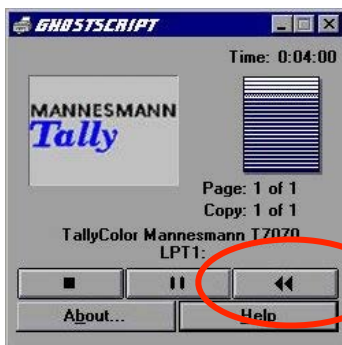 GHOSTSCRIPT
Time: 0:04:00
MANNESMANN
Tally
Page: 1 of 1
Copy: 1 of 1
TallyColor Mannesmann T7070
LPT1:
About...
Help